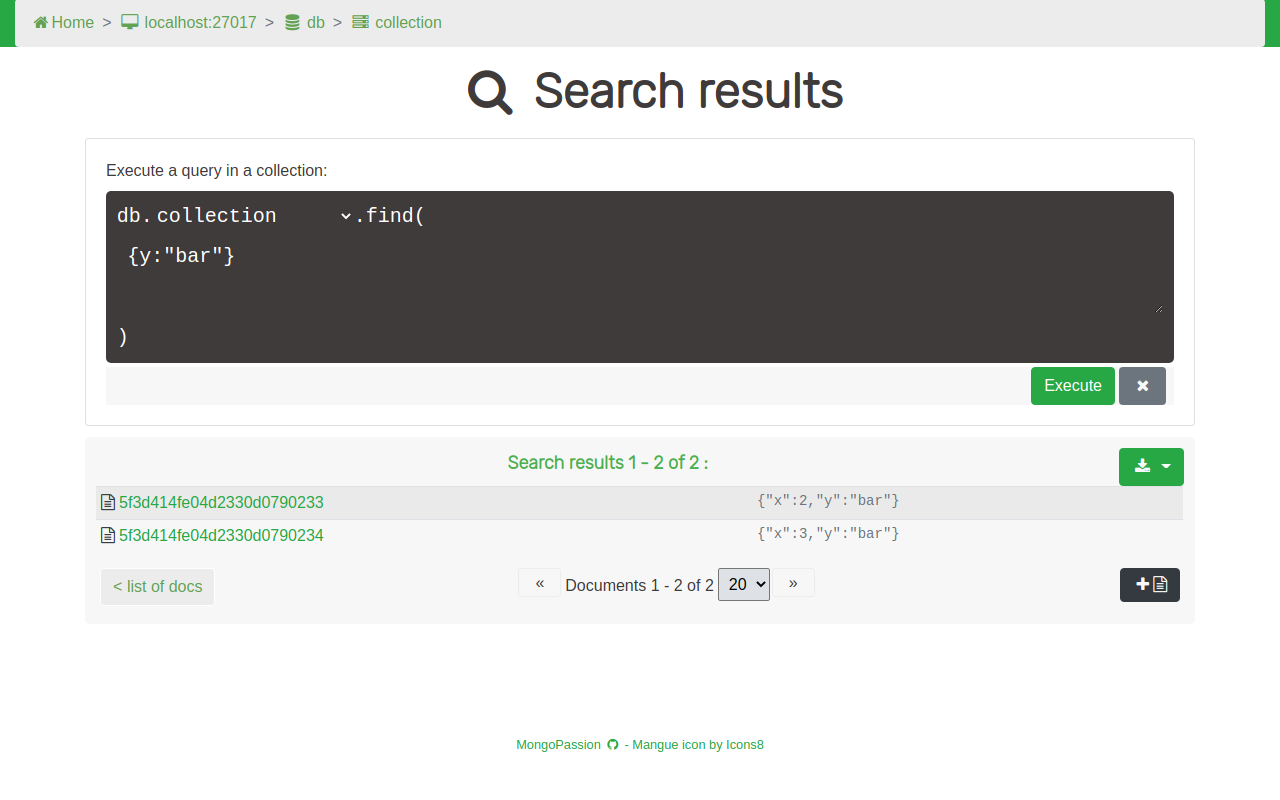 Home > localhost:27017 > db > collection
Search results
Execute a query in a collection:
db.collection .find(
{y:"bar"}
)
Execute
Search results 1 - 2 of 2 :
5f3d414fe04d2330d0790233 {"x":2,"y":"bar"}
5f3d414fe04d2330d0790234 {"x":3,"y":"bar"}
< list of docs « Documents 1 - 2 of 2 20 »
MongoPassion - Mangue icon by Icons8